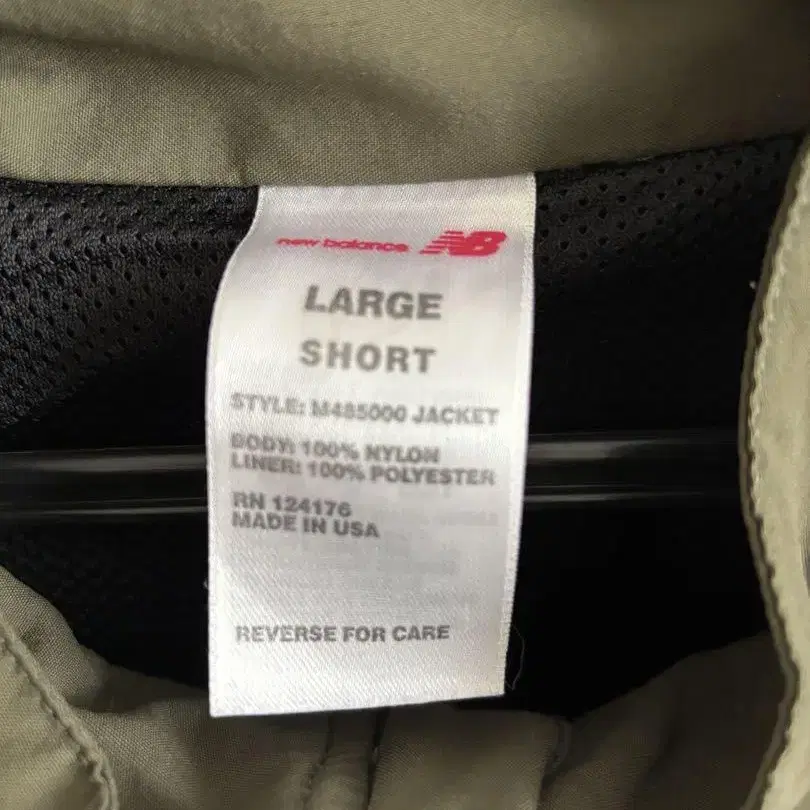 new balance NB
LARGE
SHORT
STYLE: M485000 JACKET
BODY: 100% NYLON
LINER: 100% POLYESTER
RN 124176
MADE IN USA
REVERSE FOR CARE